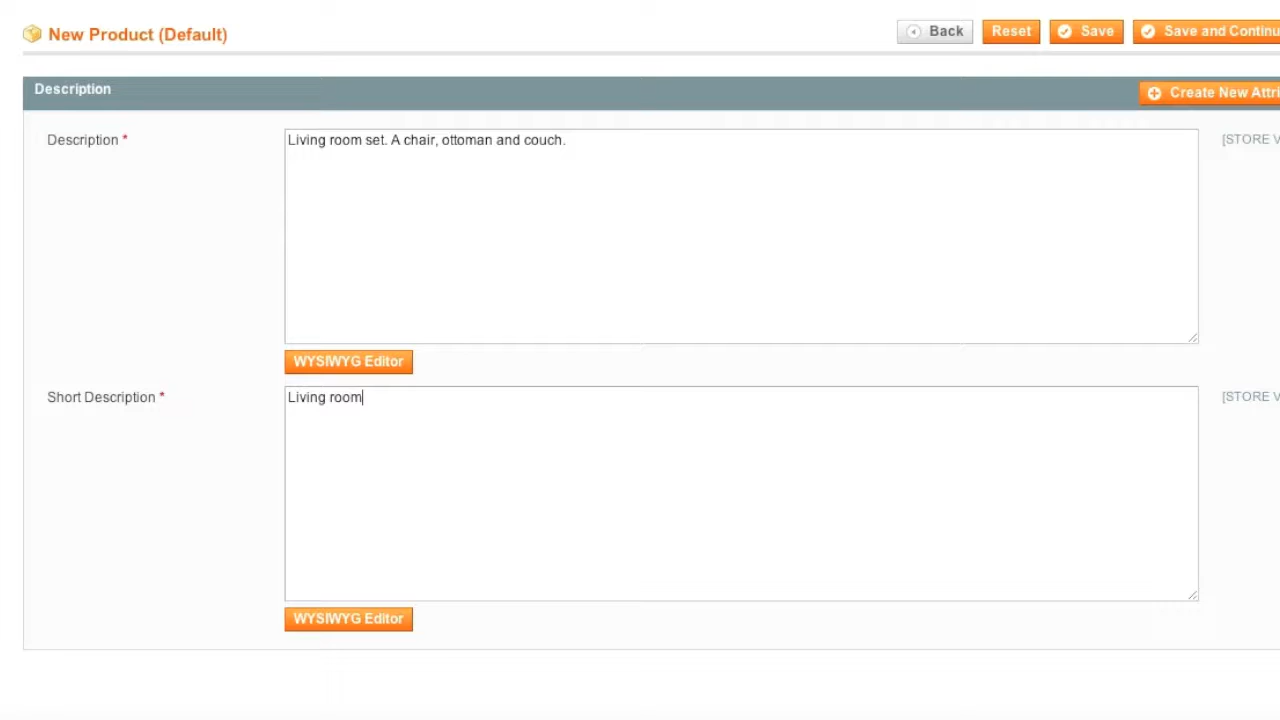 New Product (Default)
Back Reset Save Save and Continu
Description
Create New Attri
Description *
Living room set. A chair, ottoman and couch.
[STORE V
WYSIWYG Editor
Short Description *
Living room
[STORE V
WYSIWYG Editor